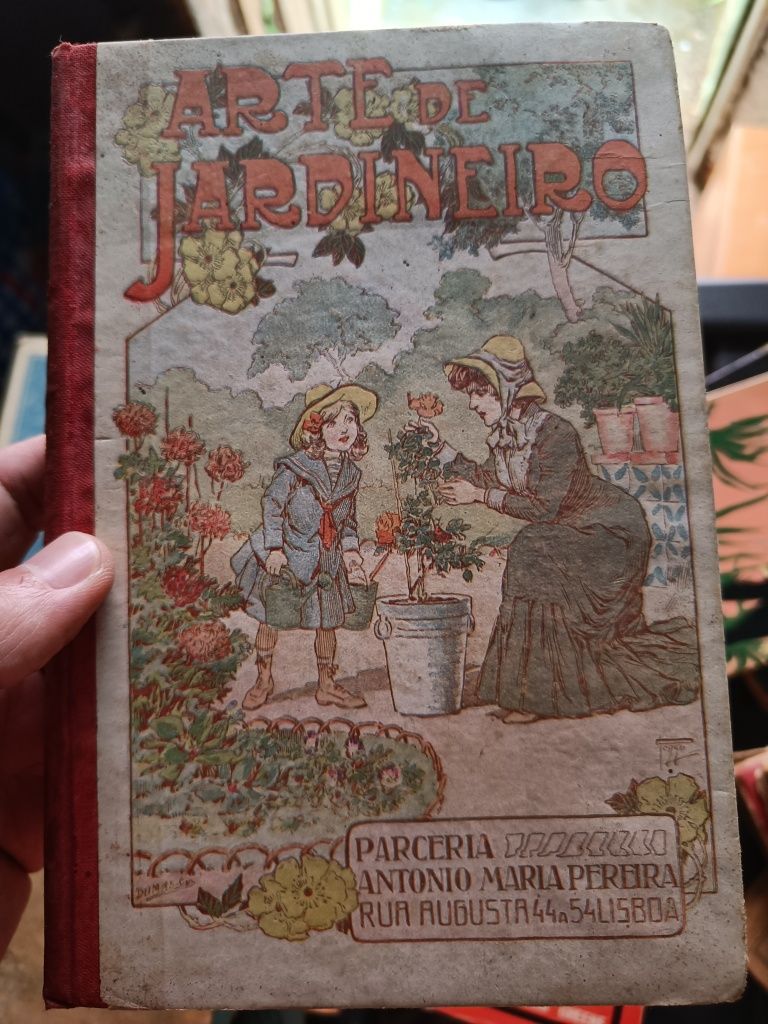 ARTE DE
JARDINEIRO
PARCERIA
ANTONIO MARIA PEREIRA
RUA AUGUSTA 44 a 54 LISBOA